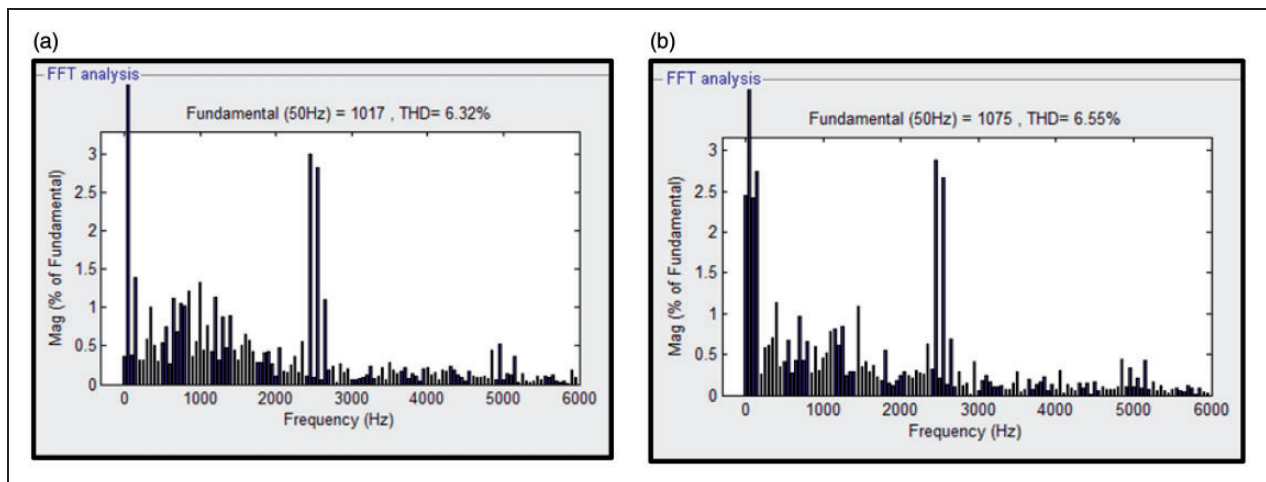 (a)
FFT analysis
Fundamental (50Hz) = 1017 , THD= 6.32%
Mag (% of Fundamental)
3
2.5
2
1.5
1
0.5
0
0 1000 2000 3000 4000 5000 6000
Frequency (Hz)
(b)
FFT analysis
Fundamental (50Hz) = 1075 , THD= 6.55%
Mag (% of Fundamental)
3
2.5
2
1.5
1
0.5
0
0 1000 2000 3000 4000 5000 6000
Frequency (Hz)